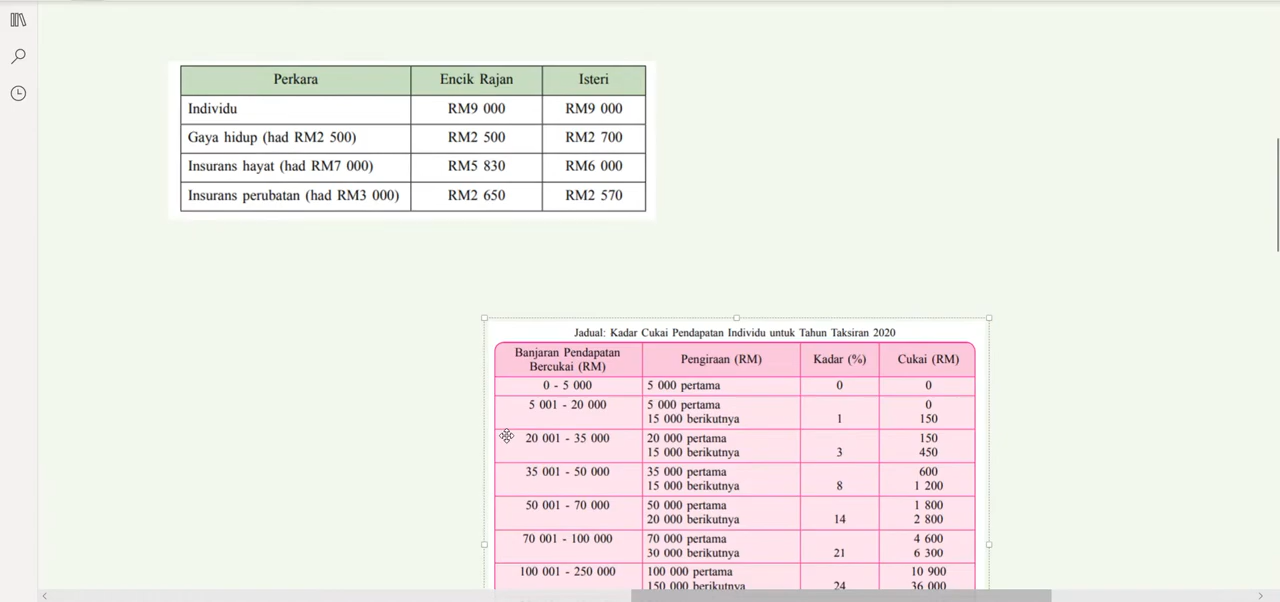 Perkara Encik Rajan Isteri
Individu RM9 000 RM9 000
Gaya hidup (had RM2 500) RM2 500 RM2 700
Insurans hayat (had RM7 000) RM5 830 RM6 000
Insurans perubatan (had RM3 000) RM2 650 RM2 570
Jadual: Kadar Cukai Pendapatan Individu untuk Tahun Taksiran 2020
Banjaran Pendapatan
Bercukai (RM) Pengiraan (RM) Kadar (%) Cukai (RM)
0 - 5 000 5 000 pertama 0 0
5 001 - 20 000 5 000 pertama 0
15 000 berikutnya 1 150
20 001 - 35 000 20 000 pertama 150
15 000 berikutnya 3 450
35 001 - 50 000 35 000 pertama 600
15 000 berikutnya 8 1 200
50 001 - 70 000 50 000 pertama 1 800
20 000 berikutnya 14 2 800
70 001 - 100 000 70 000 pertama 4 600
30 000 berikutnya 21 6 300
100 001 - 250 000 100 000 pertama 10 900
150 000 berikutnya 24 36 000